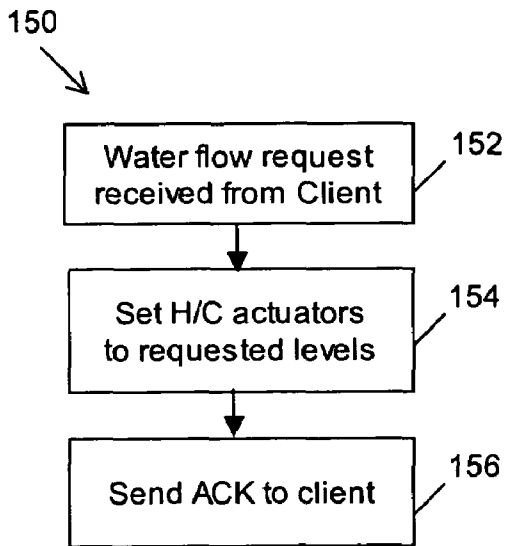 150
Water flow request
received from Client
152
Set H/C actuators
to requested levels
154
Send ACK to client
156